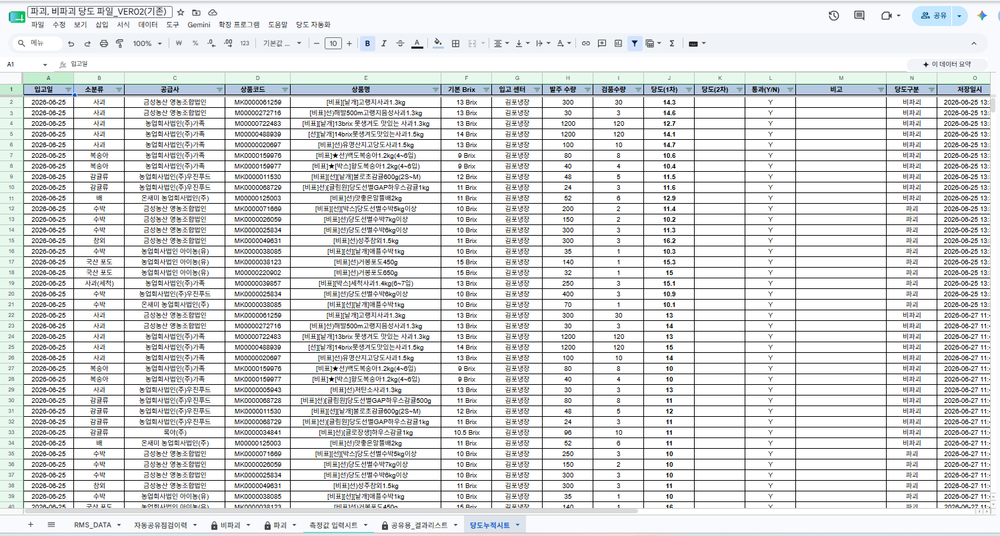 파괴, 비파괴 당도 파일_VER02(기존)
파일 수정 보기 삽입 서식 데이터 도구 Gemini 확장 프로그램 도움말 당도 자동화
공유
메뉴 100% ₩ % .0 .00 123 기본값 ... 10 B I A Σ
A1 fx 입고일
이 데이터 요약
A B C D E F G H I J K L M N O
1 입고일 소분류 공급사 상품코드 상품명 기본 Brix 입고 센터 발주 수량 검품수량 당도(1차) 당도(2차) 통과(Y/N) 비고 당도구분 저장일시
2 2026-06-25 사과 금성농산 영농조합법인 MK0000061259 [비표][낱개]고랭지사과1.3kg 13 Brix 김포냉장 300 30 14.3 Y 비파괴 2026-06-25 13:
3 2026-06-25 사과 금성농산 영농조합법인 M00000272716 [비표]선)해발500m고랭지음성사과1.3kg 13 Brix 김포냉장 30 3 14.6 Y 비파괴 2026-06-25 13:
4 2026-06-25 사과 농업회사법인(주)가족 M00000722483 [비표][낱개]13brix 못생겨도 맛있는 사과1.3kg 13 Brix 김포냉장 1200 120 12.7 Y 비파괴 2026-06-25 13:
5 2026-06-25 사과 농업회사법인(주)가족 M00000488939 [선][낱개]14brix못생겨도맛있는사과1.5kg 14 Brix 김포냉장 1200 120 14.1 Y 비파괴 2026-06-25 13:
6 2026-06-25 사과 농업회사법인(주)가족 M00000020697 [비표]선)유명산지고당도사과1.5kg 13 Brix 김포냉장 100 10 14.7 Y 비파괴 2026-06-25 13:
7 2026-06-25 복숭아 농업회사법인(주)가족 MK0000159976 [비표]★선)백도복숭아1.2kg(4~6입) 9 Brix 김포냉장 80 8 10.6 Y 비파괴 2026-06-25 13:
8 2026-06-25 복숭아 농업회사법인(주)가족 MK0000159977 [비표]★[박스]황도복숭아1.2kg(4~6입) 9 Brix 김포냉장 40 4 10.4 Y 비파괴 2026-06-25 13:
9 2026-06-25 감귤류 농업회사법인(주)우진푸드 MK0000011530 [비표][선][낱개]불로초감귤600g(2S~M) 12 Brix 김포냉장 48 5 11.5 Y 비파괴 2026-06-25 13:
10 2026-06-25 감귤류 농업회사법인(주)우진푸드 MK0000068729 [비표]선)[귤림원]당도선별GAP하우스감귤1kg 11 Brix 김포냉장 24 3 11.6 Y 비파괴 2026-06-25 13:
11 2026-06-25 배 온새미 농업회사법인(주) M00000125003 [비표]선)맛좋은알뜰배2kg 11 Brix 김포냉장 52 6 12.9 Y 비파괴 2026-06-25 13:
12 2026-06-25 수박 금성농산 영농조합법인 MK0000071669 [비표][선][박스]당도선별수박5kg이상 10 Brix 김포냉장 200 2 11.4 Y 파괴 2026-06-25 13:
13 2026-06-25 수박 금성농산 영농조합법인 MK0000026059 [비표]선)당도선별수박7kg이상 10 Brix 김포냉장 150 2 10.2 Y 파괴 2026-06-25 13:
14 2026-06-25 수박 금성농산 영농조합법인 MK0000025834 [비표]선)당도선별수박6kg이상 10 Brix 김포냉장 300 3 11.3 Y 파괴 2026-06-25 13:
15 2026-06-25 참외 금성농산 영농조합법인 MK0000049631 [비표]선)성주참외1.5kg 11 Brix 김포냉장 300 3 16.2 Y 파괴 2026-06-25 13:
16 2026-06-25 수박 농업회사법인 아이농(유) MK0000038085 [비표][선][낱개]애플수박1kg 10 Brix 김포냉장 35 1 10.3 Y 파괴 2026-06-25 13:
17 2026-06-25 국산 포도 농업회사법인 아이농(유) MK0000038123 [비표]선)거봉포도450g 15 Brix 김포냉장 140 1 15.3 Y 파괴 2026-06-25 13:
18 2026-06-25 국산 포도 농업회사법인 아이농(유) M00000220902 [비표]선)거봉포도650g 15 Brix 김포냉장 32 1 15 Y 파괴 2026-06-25 13:
19 2026-06-25 사과(세척) 농업회사법인(주)가족 M00000039857 [비표][박스]세척사과1.4kg(6~7입) 13 Brix 김포냉장 250 3 15.1 Y 파괴 2026-06-25 13:
20 2026-06-25 수박 농업회사법인(주)우진푸드 MK0000025834 [비표]선)당도선별수박6kg이상 10 Brix 김포냉장 400 3 10.9 Y 파괴 2026-06-25 13:
21 2026-06-25 수박 온새미 농업회사법인(주) MK0000038085 [비표][선][낱개]애플수박1kg 10 Brix 김포냉장 70 1 10.1 Y 파괴 2026-06-25 13:
22 2026-06-25 사과 금성농산 영농조합법인 MK0000061259 [비표][낱개]고랭지사과1.3kg 13 Brix 김포냉장 300 30 13 Y 비파괴 2026-06-27 11:
23 2026-06-25 사과 금성농산 영농조합법인 M00000272716 [비표]선)해발500m고랭지음성사과1.3kg 13 Brix 김포냉장 30 3 14 Y 비파괴 2026-06-27 11:
24 2026-06-25 사과 농업회사법인(주)가족 M00000722483 [비표][낱개]13brix 못생겨도 맛있는 사과1.3kg 13 Brix 김포냉장 1200 120 13 Y 비파괴 2026-06-27 11:
25 2026-06-25 사과 농업회사법인(주)가족 M00000488939 [선][낱개]14brix못생겨도맛있는사과1.5kg 14 Brix 김포냉장 1200 120 15 Y 비파괴 2026-06-27 11:
26 2026-06-25 사과 농업회사법인(주)가족 M00000020697 [비표]선)유명산지고당도사과1.5kg 13 Brix 김포냉장 100 10 14 Y 비파괴 2026-06-27 11:
27 2026-06-25 복숭아 농업회사법인(주)가족 MK0000159976 [비표]★선)백도복숭아1.2kg(4~6입) 9 Brix 김포냉장 80 8 10 Y 비파괴 2026-06-27 11:
28 2026-06-25 복숭아 농업회사법인(주)가족 MK0000159977 [비표]★[박스]황도복숭아1.2kg(4~6입) 9 Brix 김포냉장 40 4 10 Y 비파괴 2026-06-27 11:
29 2026-06-25 사과 농업회사법인(주)우진푸드 MK0000005943 [비표]선)저탄소사과1.3kg 13 Brix 김포냉장 30 3 13 Y 비파괴 2026-06-27 11:
30 2026-06-25 감귤류 농업회사법인(주)우진푸드 MK0000068728 [비표]선)[귤림원]당도선별GAP하우스감귤500g 11 Brix 김포냉장 80 8 11 Y 비파괴 2026-06-27 11:
31 2026-06-25 감귤류 농업회사법인(주)우진푸드 MK0000011530 [비표][선][낱개]불로초감귤600g(2S~M) 12 Brix 김포냉장 48 5 12 Y 비파괴 2026-06-27 11:
32 2026-06-25 감귤류 농업회사법인(주)우진푸드 MK0000068729 [비표]선)[귤림원]당도선별GAP하우스감귤1kg 11 Brix 김포냉장 24 3 11 Y 비파괴 2026-06-27 11:
33 2026-06-25 감귤류 록야(주) MK0000034841 [비표]선)[귤로장생]하우스감귤1kg 10.5 Brix 김포냉장 96 10 11 Y 비파괴 2026-06-27 11:
34 2026-06-25 배 온새미 농업회사법인(주) M00000125003 [비표]선)맛좋은알뜰배2kg 11 Brix 김포냉장 52 6 11 Y 비파괴 2026-06-27 11:
35 2026-06-25 수박 금성농산 영농조합법인 MK0000071669 [비표][선][박스]당도선별수박5kg이상 10 Brix 김포냉장 250 3 10 Y 파괴 2026-06-27 11:
36 2026-06-25 수박 금성농산 영농조합법인 MK0000026059 [비표]선)당도선별수박7kg이상 10 Brix 김포냉장 150 2 10 Y 파괴 2026-06-27 11:
37 2026-06-25 수박 금성농산 영농조합법인 MK0000025834 [비표]선)당도선별수박6kg이상 10 Brix 김포냉장 300 3 10 Y 파괴 2026-06-27 11:
38 2026-06-25 참외 금성농산 영농조합법인 MK0000049631 [비표]선)성주참외1.5kg 11 Brix 김포냉장 300 3 11 Y 파괴 2026-06-27 11:
39 2026-06-25 수박 농업회사법인 아이농(유) MK0000038085 [비표][선][낱개]애플수박1kg 10 Brix 김포냉장 35 1 10 Y 파괴 2026-06-27 11:
40 2026-06-25 국산 포도 농업회사법인 아이농(유) MK0000038123 [비표]선)거봉포도450g 15 Brix 김포냉장 140 1 16 Y 파괴 2026-06-27 11:
RMS_DATA 자동공유점검이력 비파괴 파괴 측정값 입력시트 공유용_결과리스트 당도누적시트